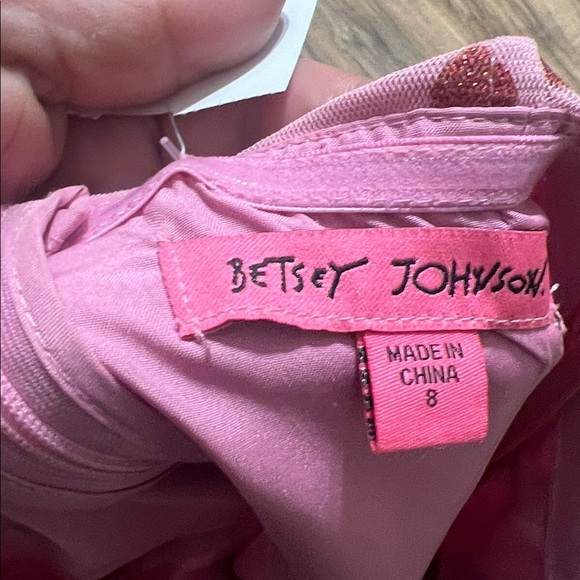 BETSEY JOHNSON.
MADE IN
CHINA
8